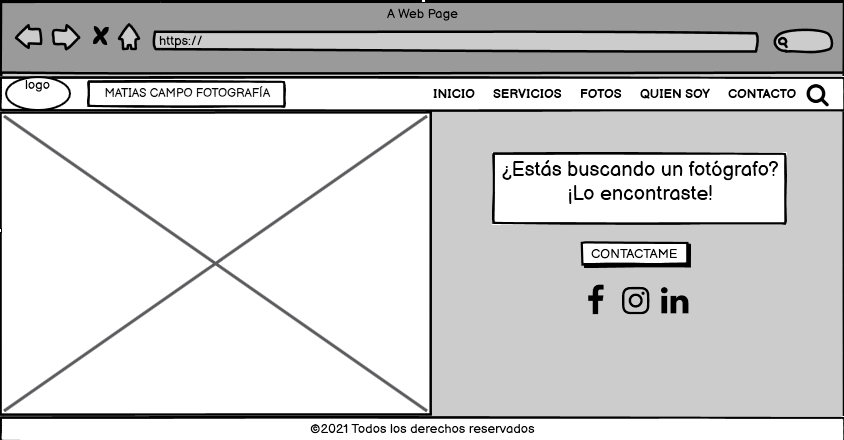 A Web Page
https://
logo
MATIAS CAMPO FOTOGRAFÍA
INICIO SERVICIOS FOTOS QUIEN SOY CONTACTO
¿Estás buscando un fotógrafo?
¡Lo encontraste!
CONTACTAME
©2021 Todos los derechos reservados